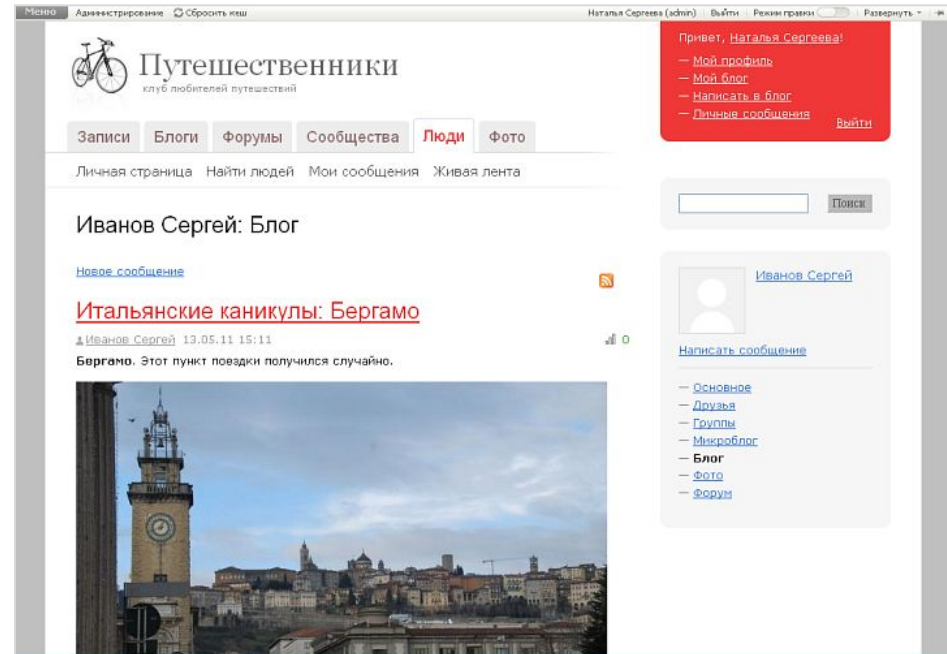 Меню Администрирование Сбросить кеш Наталья Сергеева (admin) Выйти Режим правки Развернуть
Путешественники
клуб любителей путешествий
Привет, Наталья Сергеева!
— Мой профиль
— Мой блог
— Написать в блог
— Личные сообщения
Выйти
Записи Блоги Форумы Сообщества Люди Фото
Личная страница Найти людей Мои сообщения Живая лента
Поиск
Иванов Сергей: Блог
Новое сообщение
Итальянские каникулы: Бергамо
Иванов Сергей 13.05.11 15:11 0
Бергамо. Этот пункт поездки получился случайно.
Иванов Сергей
Написать сообщение
— Основное
— Друзья
— Группы
— Микроблог
— Блог
— Фото
— Форум